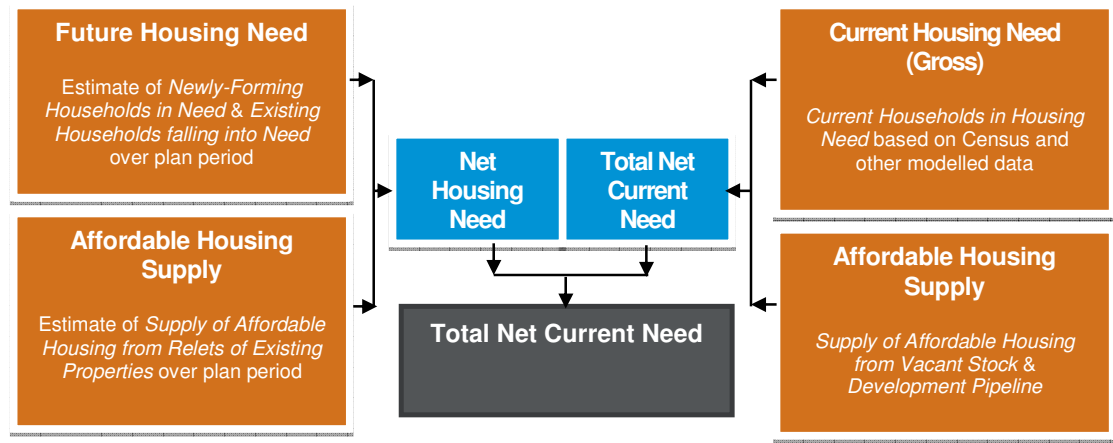 Future Housing Need
Estimate of Newly-Forming
Households in Need & Existing
Households falling into Need
over plan period
Affordable Housing
Supply
Estimate of Supply of Affordable
Housing from Relets of Existing
Properties over plan period
Net
Housing
Need
Total Net
Current
Need
Total Net Current Need
Current Housing Need
(Gross)
Current Households in Housing
Need based on Census and
other modelled data
Affordable Housing
Supply
Supply of Affordable Housing
from Vacant Stock &
Development Pipeline